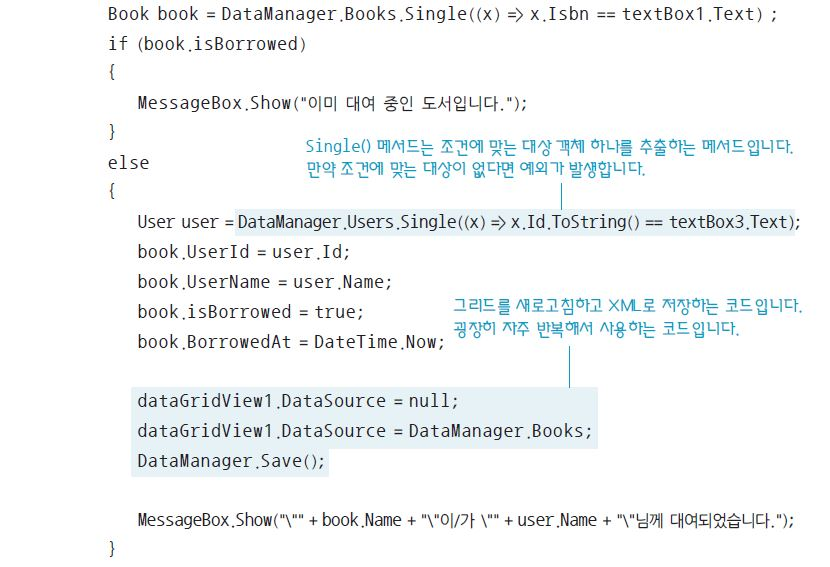 Book book = DataManager.Books.Single((x) => x.Isbn == textBox1.Text) ;
if (book.isBorrowed)
{
MessageBox.Show("이미 대여 중인 도서입니다.");
}
else
Single() 메서드는 조건에 맞는 대상 객체 하나를 추출하는 메서드입니다.
만약 조건에 맞는 대상이 없다면 예외가 발생합니다.
{
User user = DataManager.Users.Single((x) => x.Id.ToString() == textBox3.Text);
book.UserId = user.Id;
book.UserName = user.Name;
book.isBorrowed = true;
book.BorrowedAt = DateTime.Now;
그리드를 새로고침하고 XML로 저장하는 코드입니다.
굉장히 자주 반복해서 사용하는 코드입니다.
dataGridView1.DataSource = null;
dataGridView1.DataSource = DataManager.Books;
DataManager.Save();
MessageBox.Show("\"" + book.Name + "\"이/가 \"" + user.Name + "\"님께 대여되었습니다.");
}